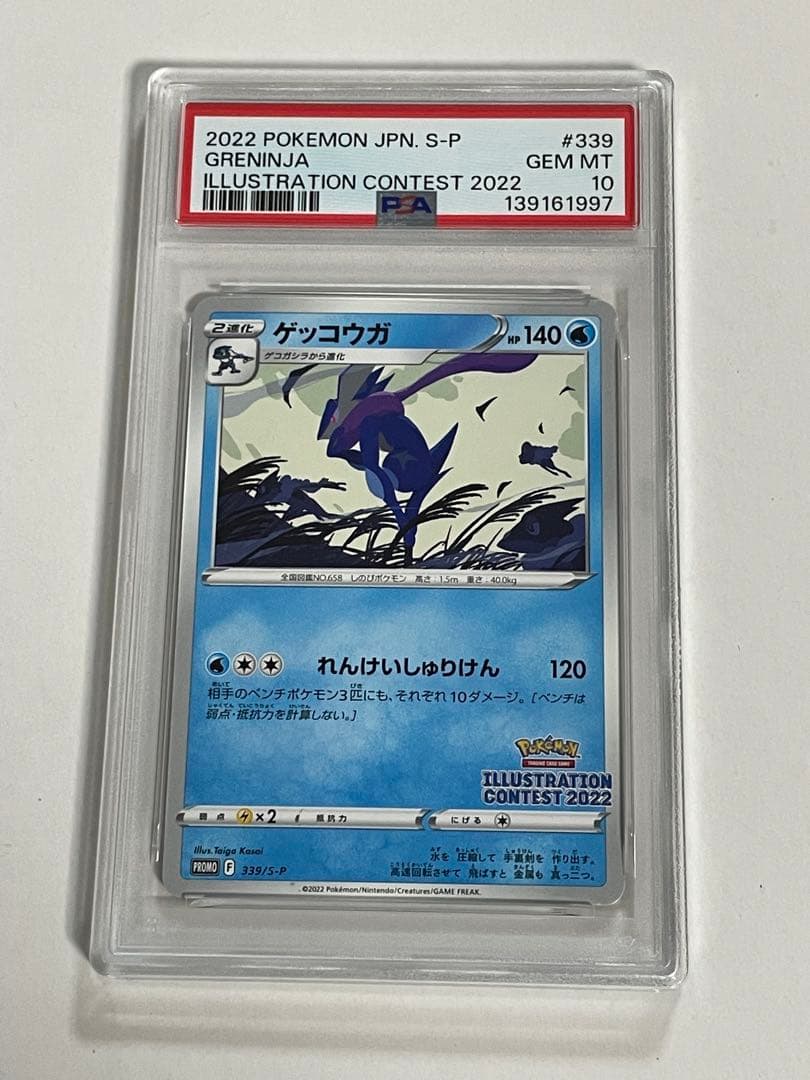 2022 POKEMON JPN. S-P #339
GRENINJA GEM MT
ILLUSTRATION CONTEST 2022 10
PSA 139161997
2進化 ゲッコウガ HP 140
ゲコガシラから進化
全国図鑑NO.658 しのびポケモン 高さ:1.5m 重さ:40.0kg
れんけいしゅりけん 120
相手のベンチポケモン3匹にも、それぞれ10ダメージ。[ベンチは
弱点・抵抗力を計算しない。]
POKéMON
TRADING CARD GAME
ILLUSTRATION
CONTEST 2022
弱点 ×2 抵抗力 にげる
Illus.Taiga Kasai
水を 圧縮して 手裏剣を 作り出す。
PROMO F 339/S-P
高速回転させて 飛ばすと 金属も 真っ二つ。
©2022 Pokémon/Nintendo/Creatures/GAME FREAK.